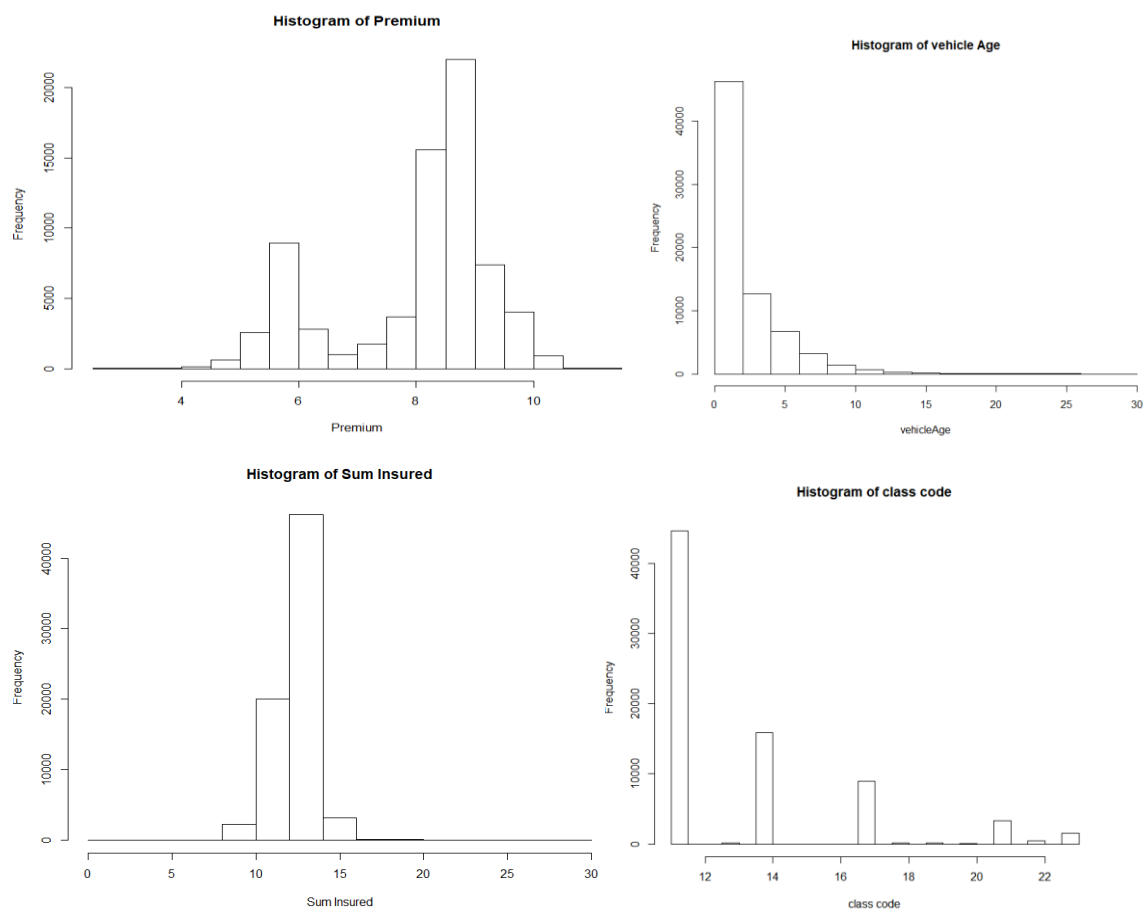 Histogram of Premium
Frequency
0
5000
10000
15000
20000
4 6 8 10
Premium
Histogram of vehicle Age
Frequency
0
10000
20000
30000
40000
0 5 10 15 20 25 30
vehicleAge
Histogram of Sum Insured
Frequency
0
10000
20000
30000
40000
0 5 10 15 20 25 30
Sum Insured
Histogram of class code
Frequency
0
10000
20000
30000
40000
12 14 16 18 20 22
class code